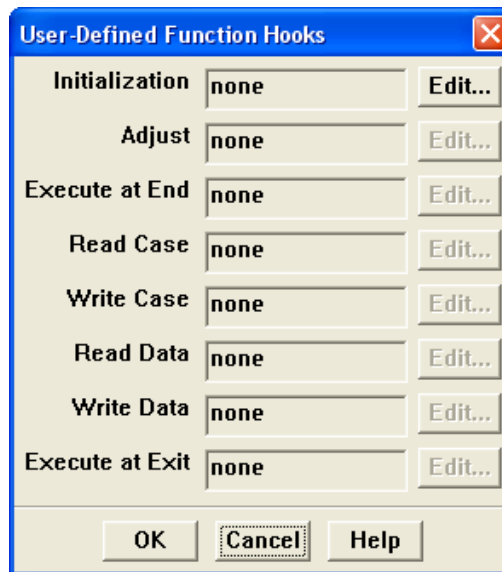 User-Defined Function Hooks
Initialization none Edit...
Adjust none Edit...
Execute at End none Edit...
Read Case none Edit...
Write Case none Edit...
Read Data none Edit...
Write Data none Edit...
Execute at Exit none Edit...
OK Cancel Help